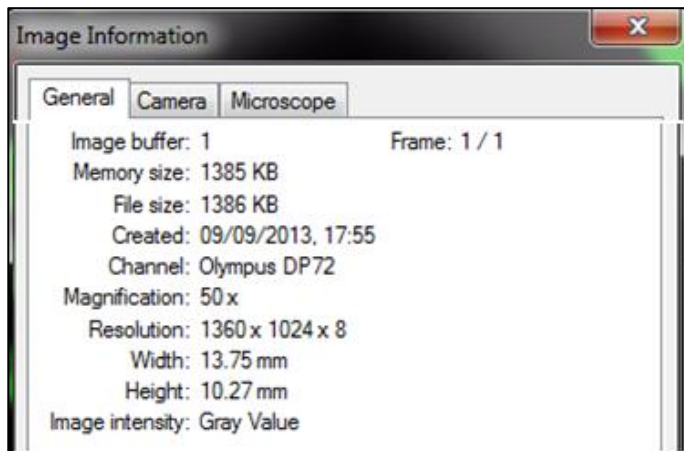 Image Information
General Camera Microscope
Image buffer: 1 Frame: 1 / 1
Memory size: 1385 KB
File size: 1386 KB
Created: 09/09/2013, 17:55
Channel: Olympus DP72
Magnification: 50 x
Resolution: 1360 x 1024 x 8
Width: 13.75 mm
Height: 10.27 mm
Image intensity: Gray Value